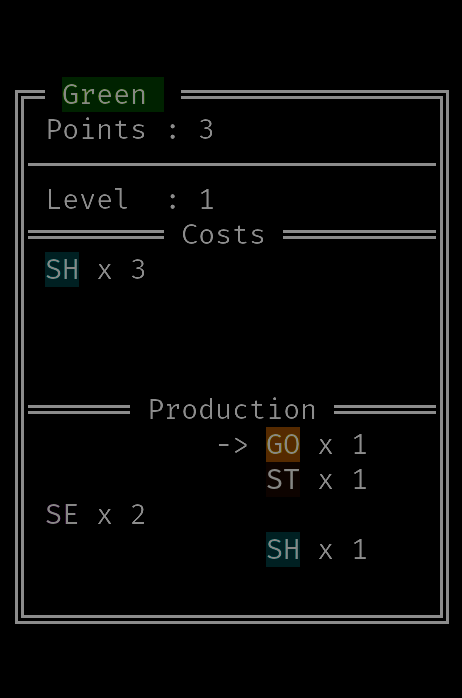 Green
Points : 3
Level  : 1
Costs
SH x 3
Production
-> GO x 1
ST x 1
SE x 2
SH x 1